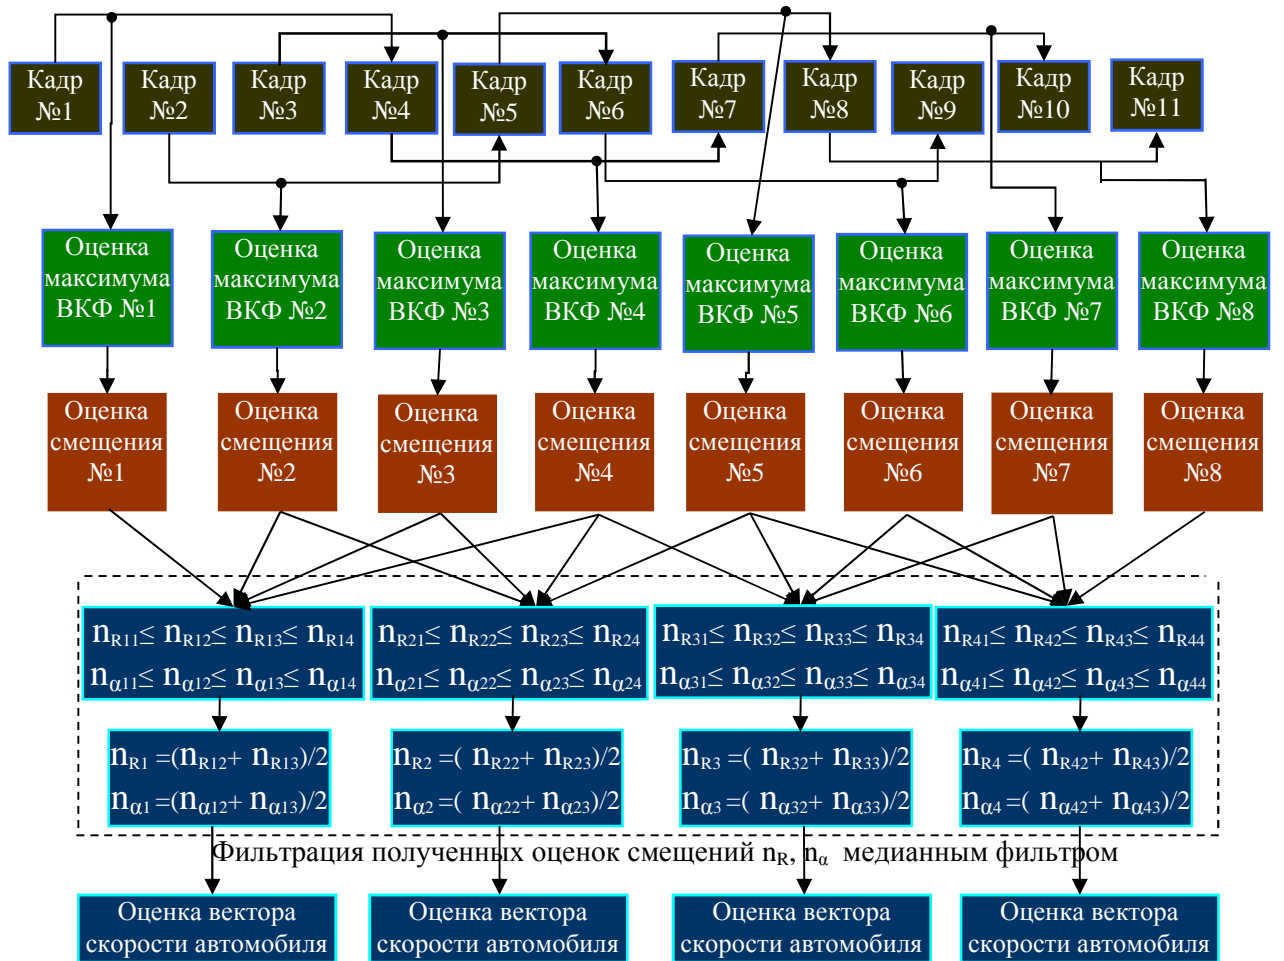 Кадр
№1
Кадр
№2
Кадр
№3
Кадр
№4
Кадр
№5
Кадр
№6
Кадр
№7
Кадр
№8
Кадр
№9
Кадр
№10
Кадр
№11
Оценка
максимума
ВКФ №1
Оценка
максимума
ВКФ №2
Оценка
максимума
ВКФ №3
Оценка
максимума
ВКФ №4
Оценка
максимума
ВКФ №5
Оценка
максимума
ВКФ №6
Оценка
максимума
ВКФ №7
Оценка
максимума
ВКФ №8
Оценка
смещения
№1
Оценка
смещения
№2
Оценка
смещения
№3
Оценка
смещения
№4
Оценка
смещения
№5
Оценка
смещения
№6
Оценка
смещения
№7
Оценка
смещения
№8
nR11≤ nR12≤ nR13≤ nR14
nα11≤ nα12≤ nα13≤ nα14
nR21≤ nR22≤ nR23≤ nR24
nα21≤ nα22≤ nα23≤ nα24
nR31≤ nR32≤ nR33≤ nR34
nα31≤ nα32≤ nα33≤ nα34
nR41≤ nR42≤ nR43≤ nR44
nα41≤ nα42≤ nα43≤ nα44
nR1 =(nR12+ nR13)/2
nα1 =(nα12+ nα13)/2
nR2 =( nR22+ nR23)/2
nα2 =( nα22+ nα23)/2
nR3 =( nR32+ nR33)/2
nα3 =( nα32+ nα33)/2
nR4 =( nR42+ nR43)/2
nα4 =( nα42+ nα43)/2
Фильтрация полученных оценок смещений nR, nα медианным фильтром
Оценка вектора
скорости автомобиля
Оценка вектора
скорости автомобиля
Оценка вектора
скорости автомобиля
Оценка вектора
скорости автомобиля